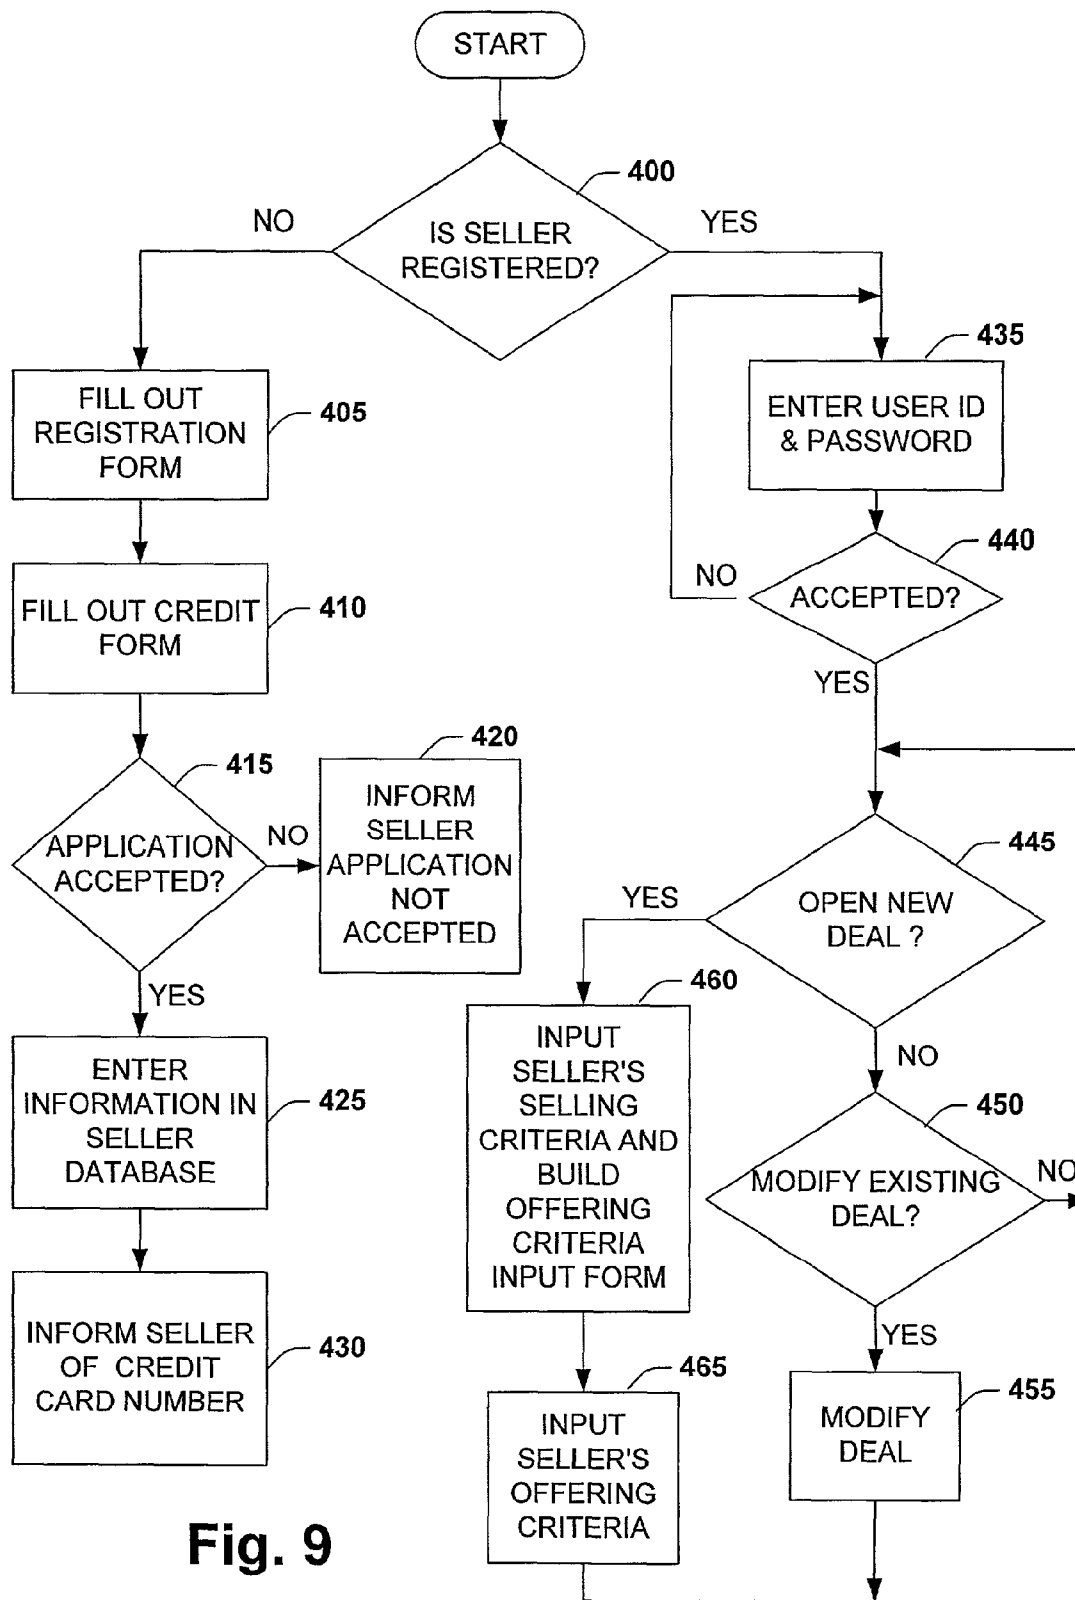 START
400
IS SELLER
REGISTERED?
NO
YES
FILL OUT
REGISTRATION
FORM
405
435
ENTER USER ID
& PASSWORD
FILL OUT CREDIT
FORM
410
440
ACCEPTED?
NO
YES
415
APPLICATION
ACCEPTED?
NO
420
INFORM
SELLER
APPLICATION
NOT
ACCEPTED
YES
445
OPEN NEW
DEAL ?
YES
NO
ENTER
INFORMATION IN
SELLER
DATABASE
425
460
INPUT
SELLER'S
SELLING
CRITERIA AND
BUILD
OFFERING
CRITERIA
INPUT FORM
450
MODIFY EXISTING
DEAL?
NO
YES
INFORM SELLER
OF CREDIT
CARD NUMBER
430
465
INPUT
SELLER'S
OFFERING
CRITERIA
455
MODIFY
DEAL
Fig. 9